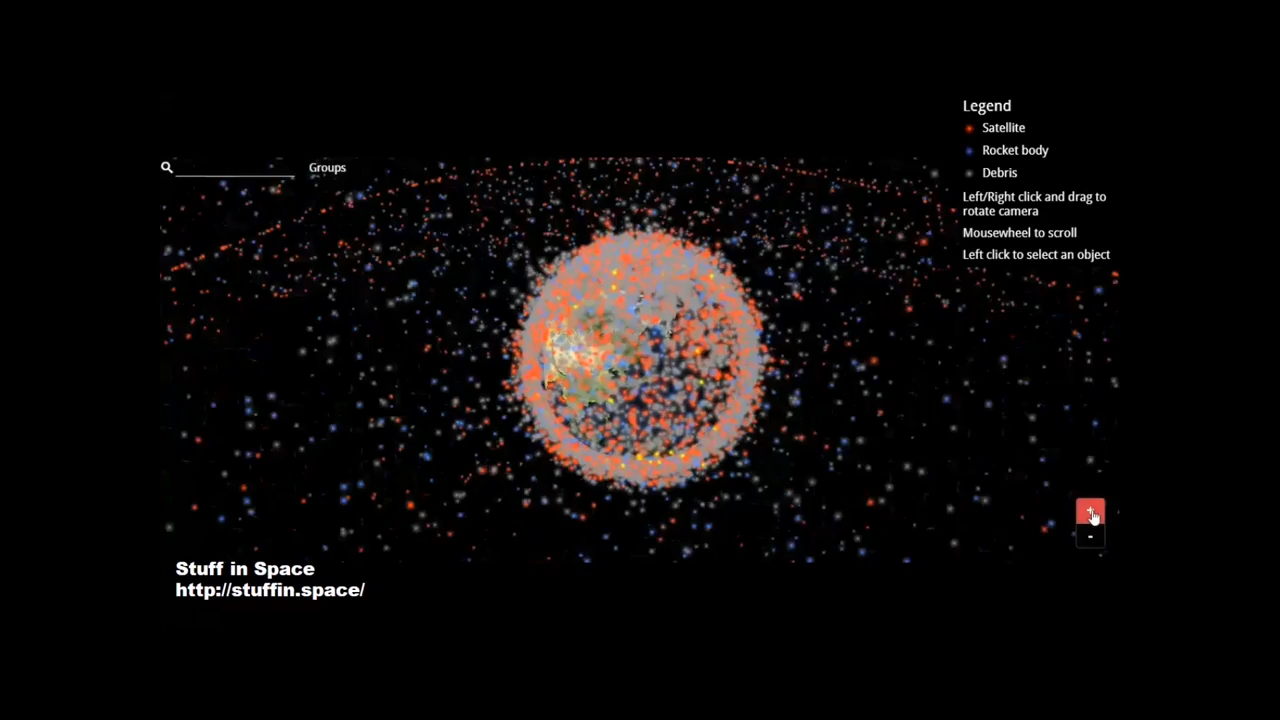 Legend
Satellite
Rocket body
Debris
Left/Right click and drag to
rotate camera
Mousewheel to scroll
Left click to select an object
Groups
+
-
Stuff in Space
http://stuffin.space/